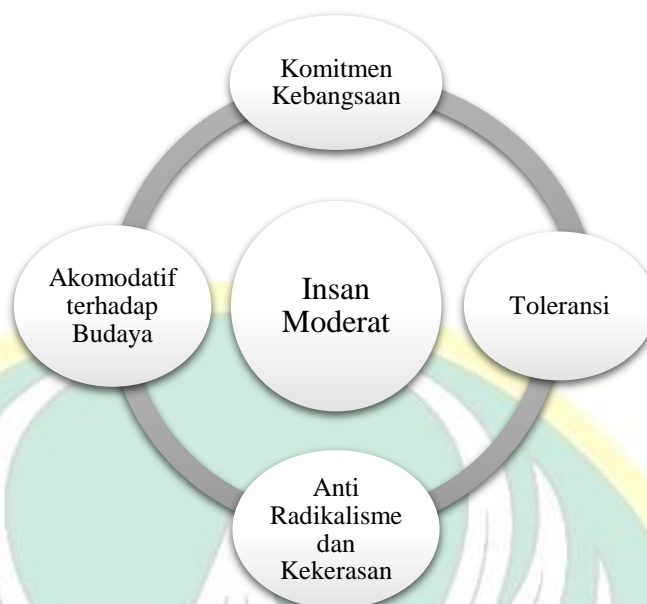 Komitmen
Kebangsaan
Akomodatif
terhadap
Budaya
Insan
Moderat
Toleransi
Anti
Radikalisme
dan
Kekerasan